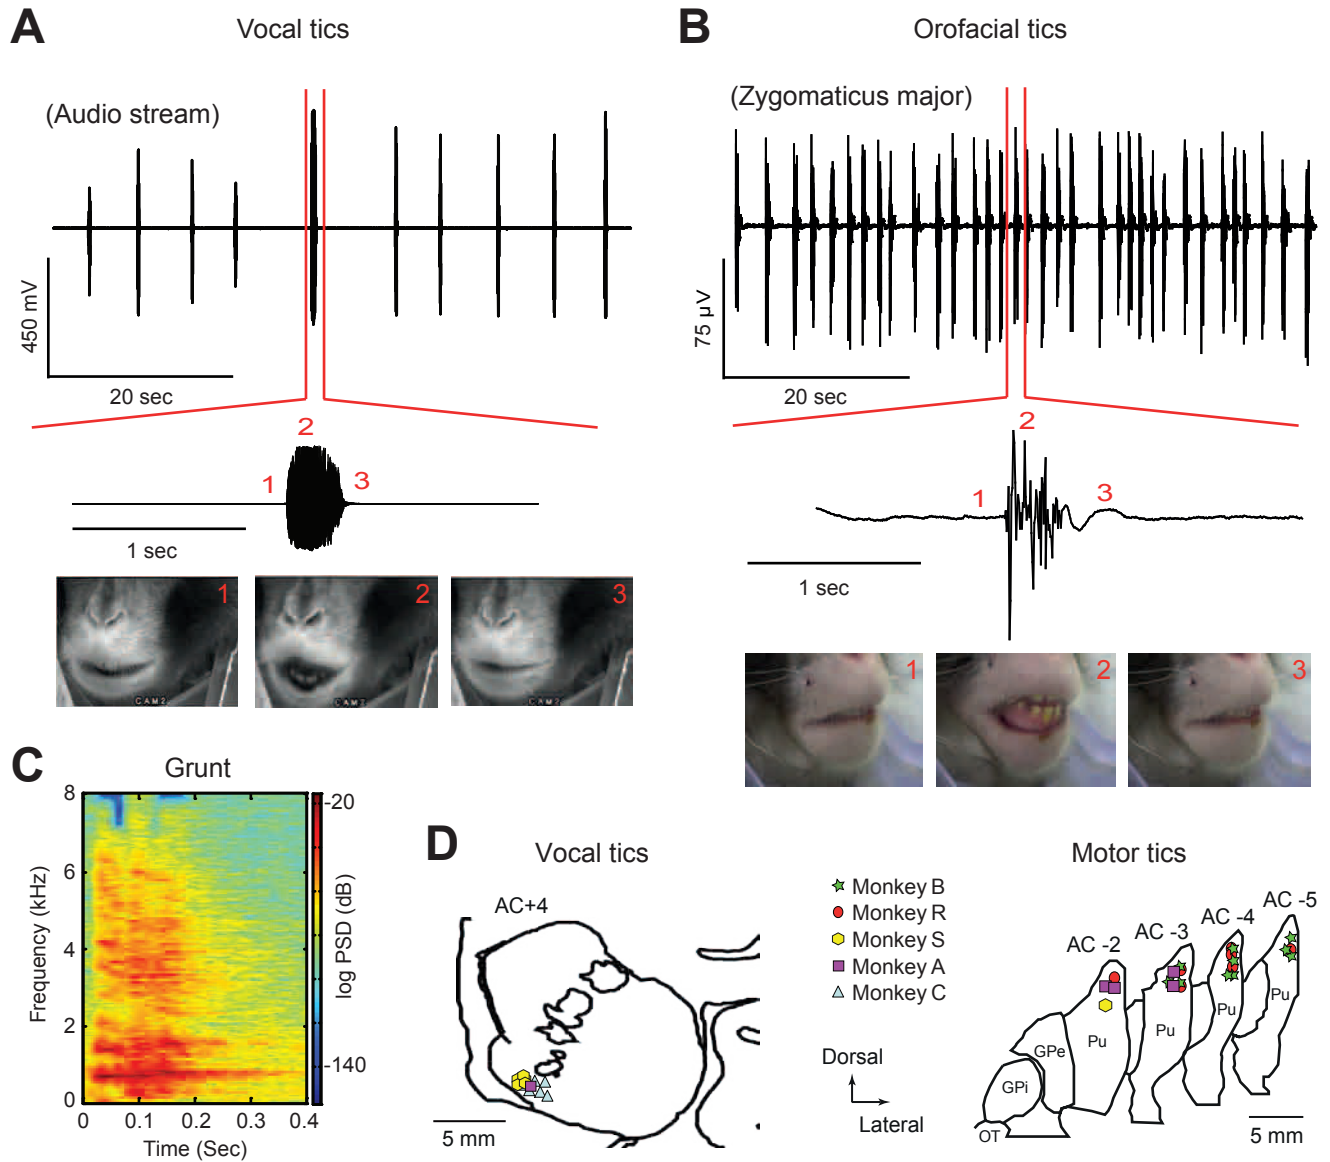 A
Vocal tics
(Audio stream)
450 mV
20 sec
2
1
3
1 sec
1
2
3
CAM2
CAM2
CAM2
B
Orofacial tics
(Zygomaticus major)
75 µV
20 sec
2
1
3
1 sec
1
2
3
C
Grunt
8
6
4
2
0
Frequency (kHz)
0
0.1
0.2
0.3
0.4
Time (Sec)
-20
-140
log PSD (dB)
D
Vocal tics
AC+4
5 mm
Monkey B
Monkey R
Monkey S
Monkey A
Monkey C
Dorsal
Lateral
Motor tics
AC -2
AC -3
AC -4
AC -5
Pu
Pu
Pu
Pu
GPe
GPi
OT
5 mm